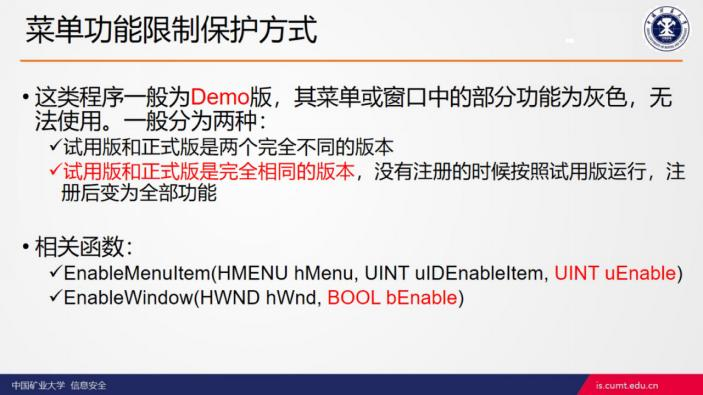 菜单功能限制保护方式
• 这类程序一般为Demo版，其菜单或窗口中的部分功能为灰色，无
法使用。一般分为两种：
✓试用版和正式版是两个完全不同的版本
✓试用版和正式版是完全相同的版本，没有注册的时候按照试用版运行，注
册后变为全部功能
• 相关函数：
✓EnableMenuItem(HMENU hMenu, UINT uIDEnableItem, UINT uEnable)
✓EnableWindow(HWND hWnd, BOOL bEnable)
中国矿业大学 信息安全
is.cumt.edu.cn